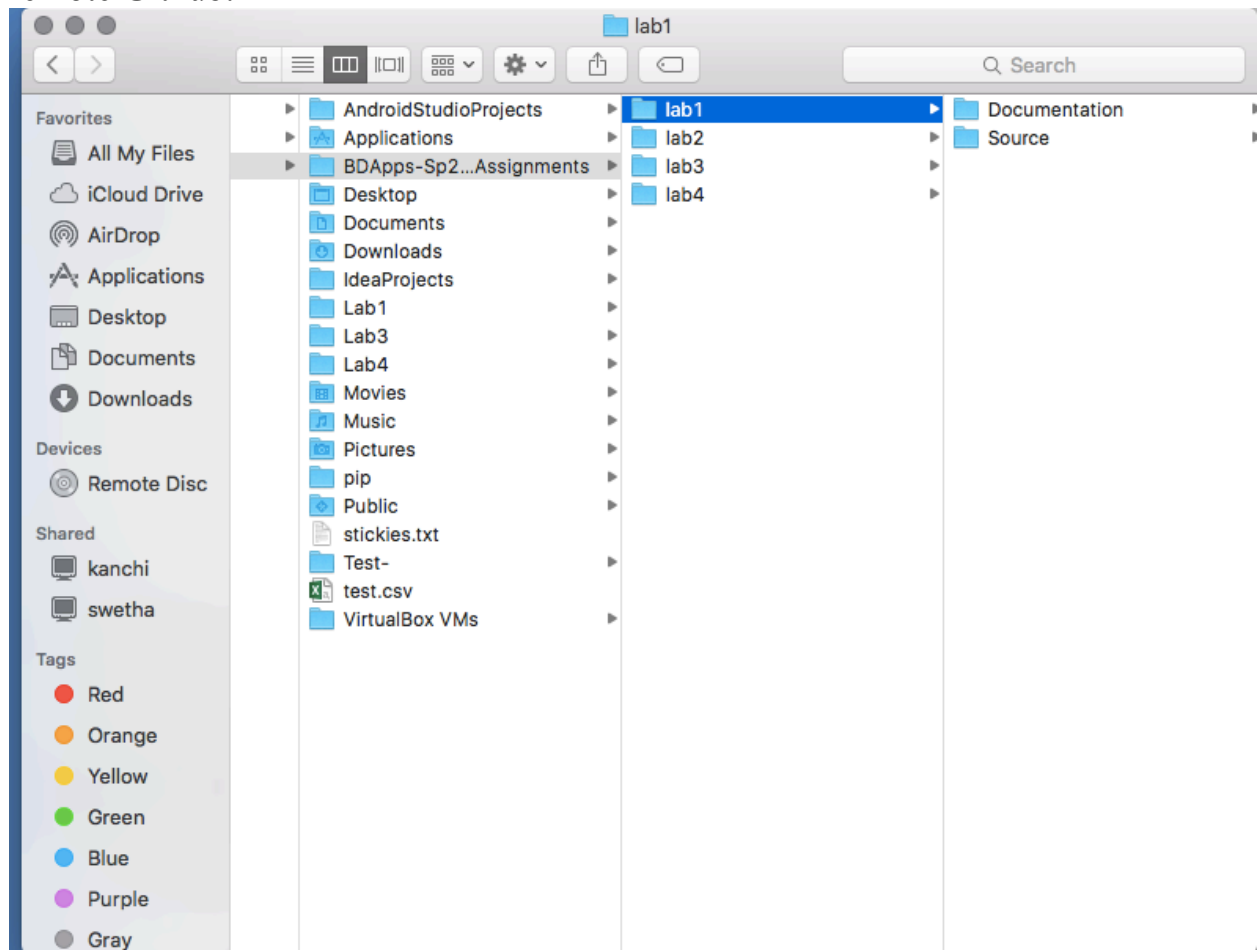 lab1
Search
Favorites
All My Files
iCloud Drive
AirDrop
Applications
Desktop
Documents
Downloads
Devices
Remote Disc
Shared
kanchi
swetha
Tags
Red
Orange
Yellow
Green
Blue
Purple
Gray
AndroidStudioProjects
Applications
BDApps-Sp2...Assignments
Desktop
Documents
Downloads
IdeaProjects
Lab1
Lab3
Lab4
Movies
Music
Pictures
pip
Public
stickies.txt
Test-
test.csv
VirtualBox VMs
lab1
lab2
lab3
lab4
Documentation
Source